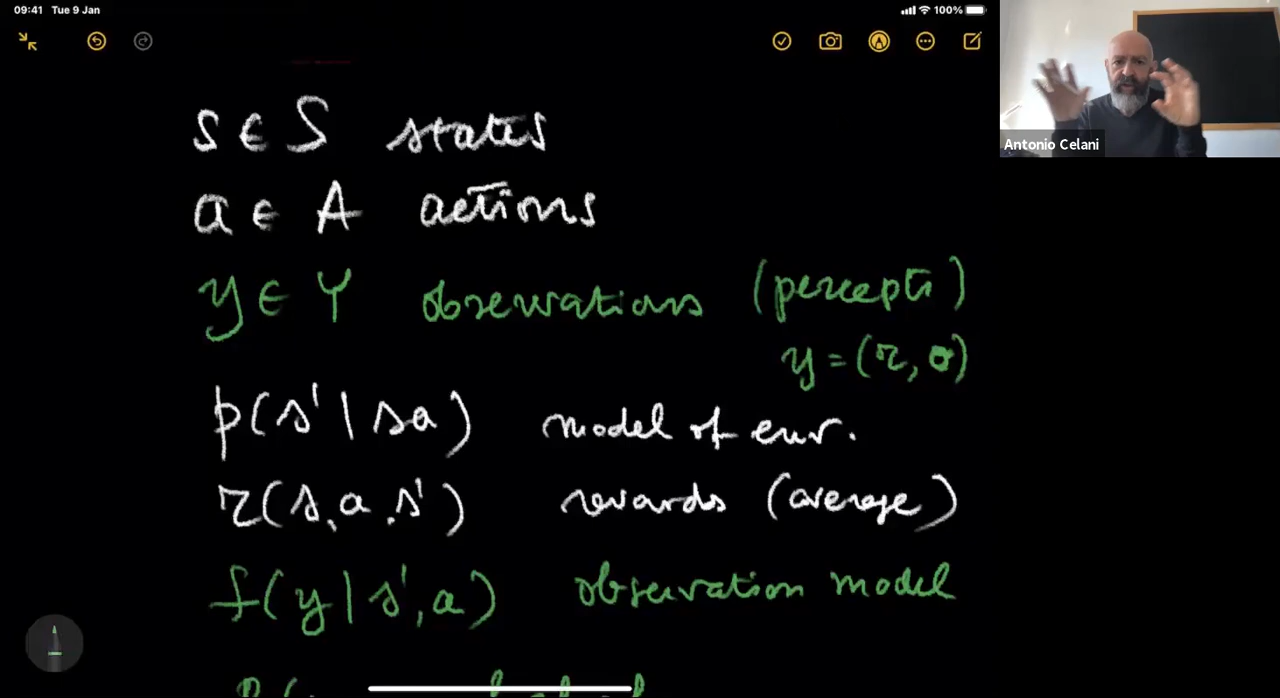 09:41 Tue 9 Jan 100%
Antonio Celani
s ∈ S states
a ∈ A actions
y ∈ Y observations (percepts)
y = (r, σ)
p(s' | sa) model of env.
r(s, a, s') rewards (average)
f(y | s', a) observation model